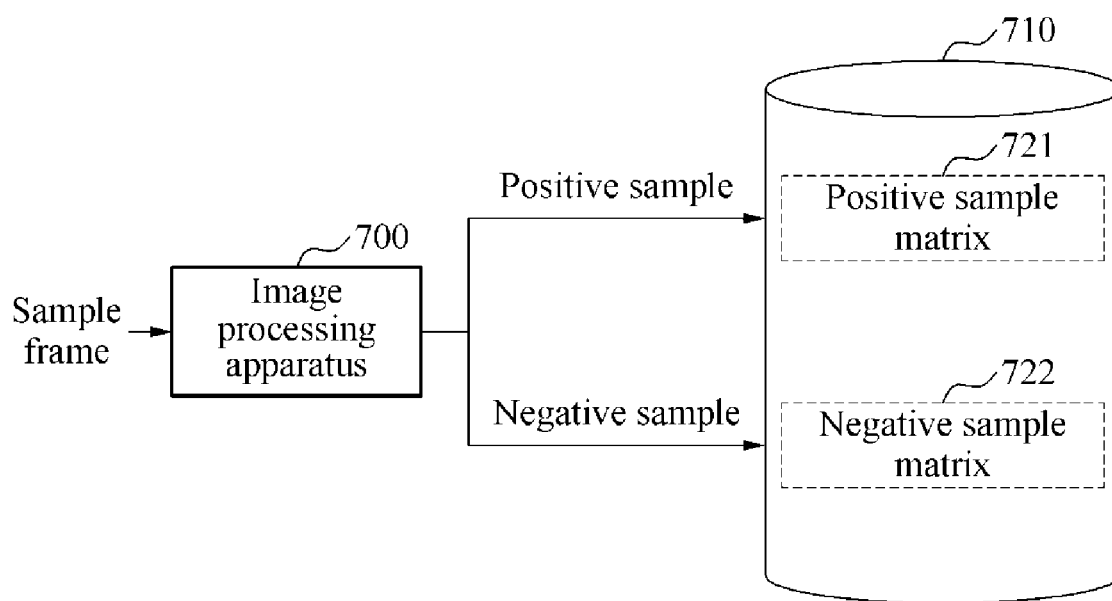 710
721
Positive sample
Positive sample
matrix
700
Image
processing
apparatus
Sample
frame
722
Negative sample
Negative sample
matrix